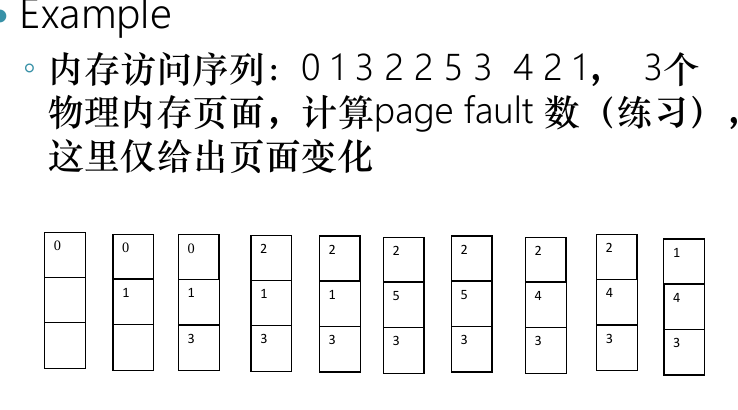 Example
内存访问序列：0 1 3 2 2 2 5 3 4 2 1， 3个
物理内存页面，计算page fault 数（练习），
这里仅给出页面变化
0 0 0 2 2 2 2 2 2 1
1 1 1 1 5 5 4 4 4
3 3 3 3 3 3 3 3